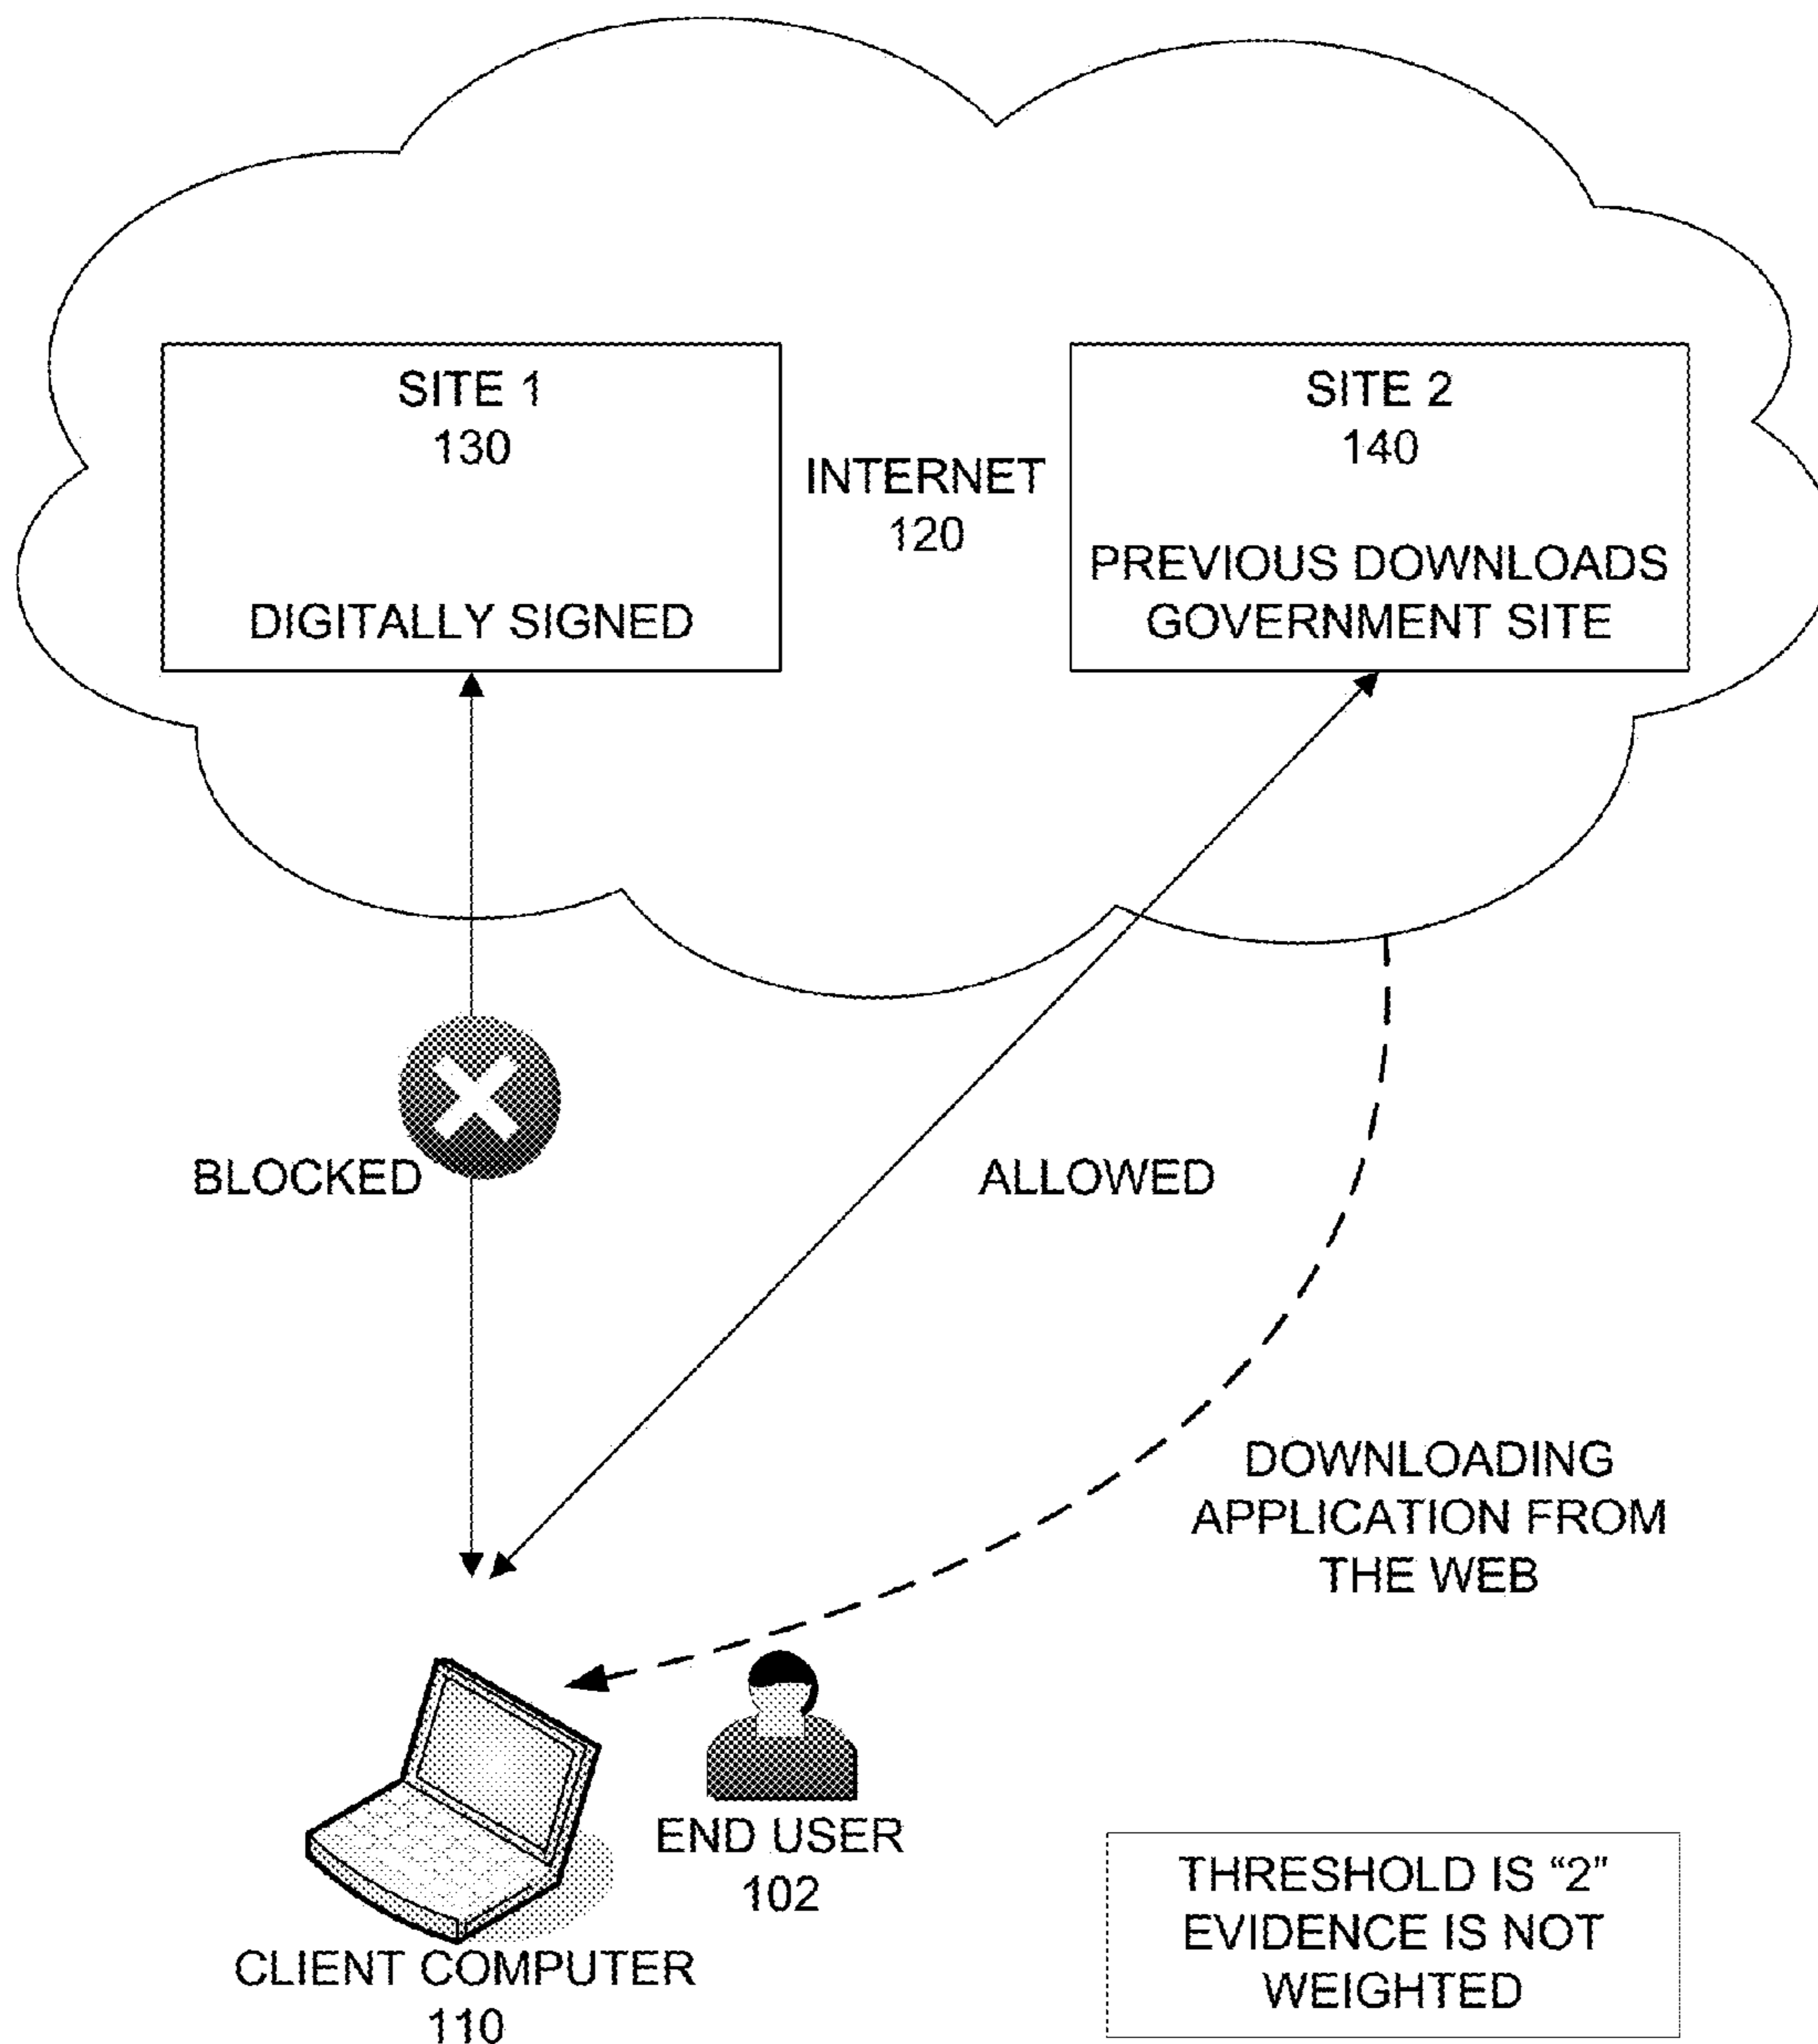 SITE 1
130
DIGITALLY SIGNED
INTERNET
120
SITE 2
140
PREVIOUS DOWNLOADS
GOVERNMENT SITE
BLOCKED
ALLOWED
DOWNLOADING
APPLICATION FROM
THE WEB
END USER
102
CLIENT COMPUTER
110
THRESHOLD IS “2”
EVIDENCE IS NOT
WEIGHTED